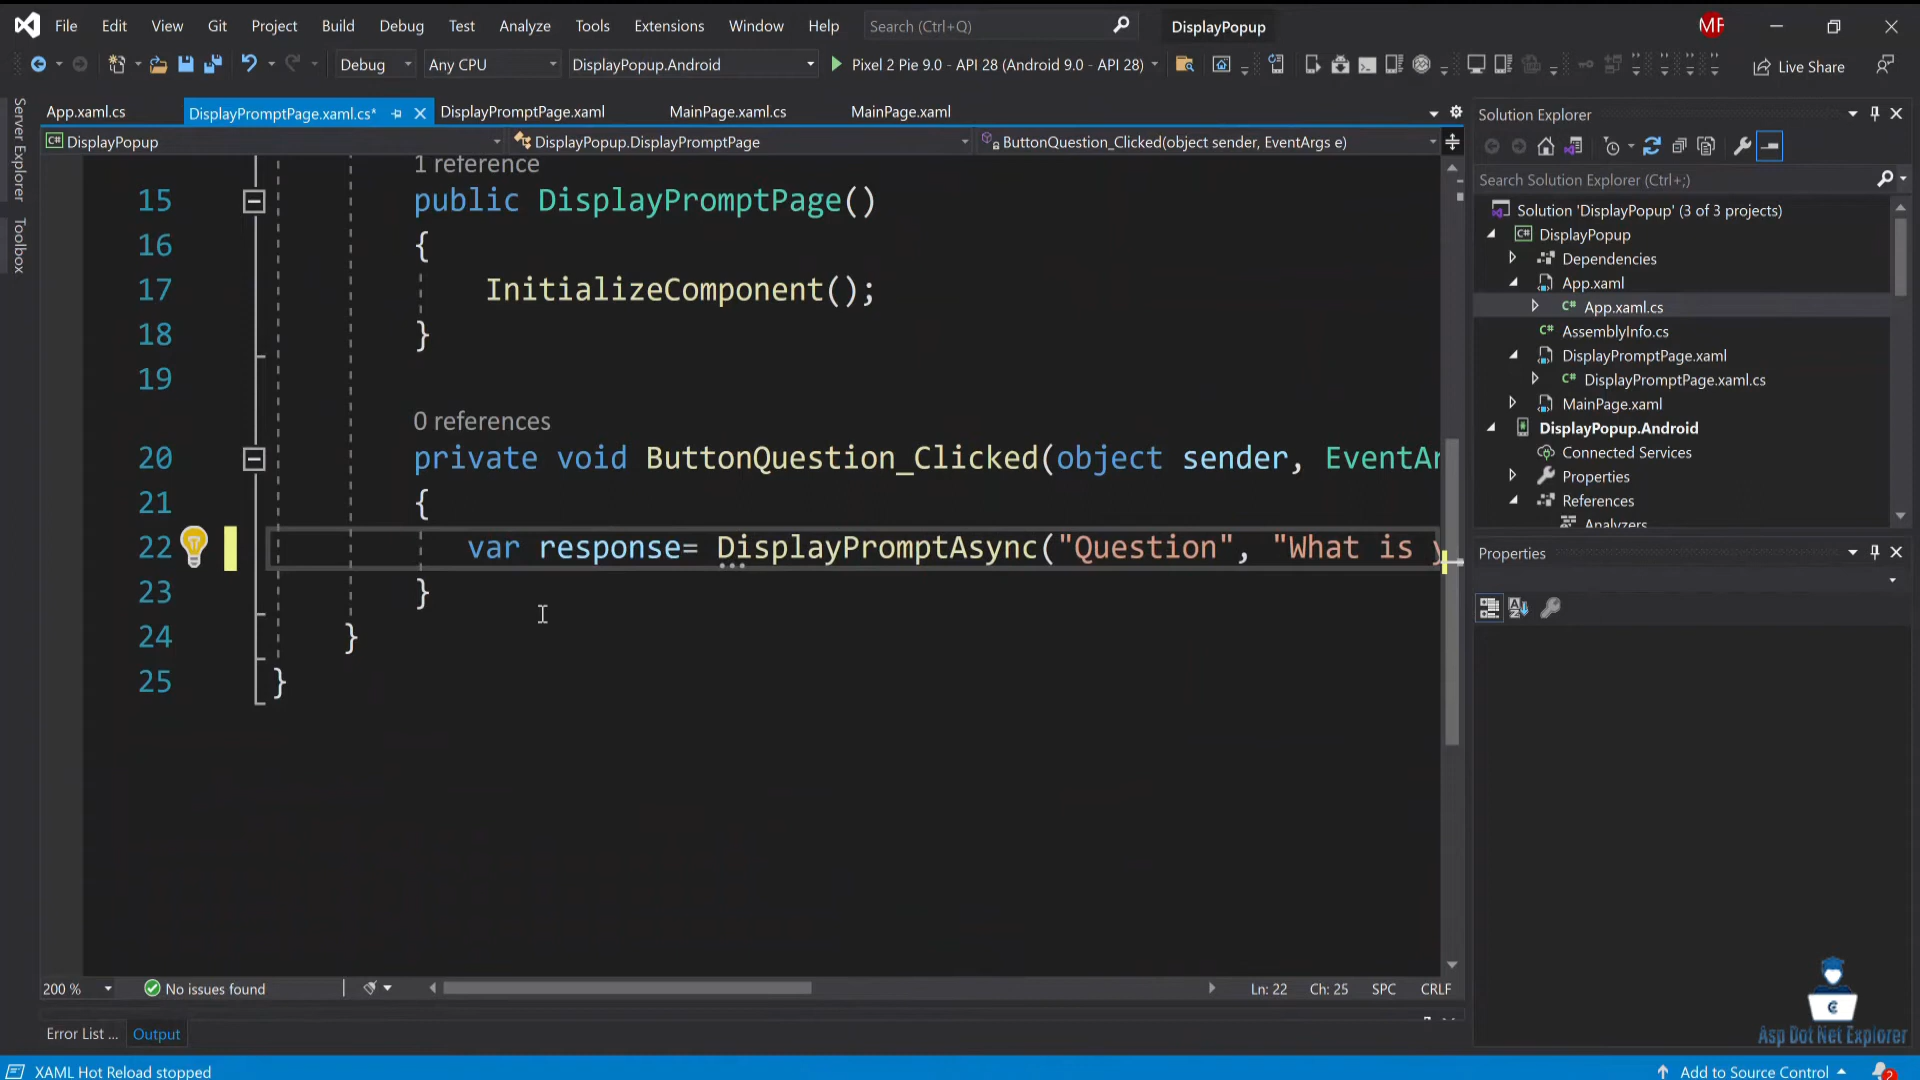 File Edit View Git Project Build Debug Test Analyze Tools Extensions Window Help Search (Ctrl+Q) DisplayPopup MF
Debug Any CPU DisplayPopup.Android Pixel 2 Pie 9.0 - API 28 (Android 9.0 - API 28) Live Share
Server Explorer
Toolbox
App.xaml.cs DisplayPromptPage.xaml.cs* DisplayPromptPage.xaml MainPage.xaml.cs MainPage.xaml
DisplayPopup DisplayPopup.DisplayPromptPage ButtonQuestion_Clicked(object sender, EventArgs e)
1 reference
15 public DisplayPromptPage()
16 {
17 InitializeComponent();
18 }
19
0 references
20 private void ButtonQuestion_Clicked(object sender, EventAr
21 {
22 var response= DisplayPromptAsync("Question", "What is y
23 }
24 }
25 }
200 % No issues found Ln: 22 Ch: 25 SPC CRLF
Error List ... Output
Solution Explorer
Search Solution Explorer (Ctrl+;)
Solution 'DisplayPopup' (3 of 3 projects)
DisplayPopup
Dependencies
App.xaml
App.xaml.cs
AssemblyInfo.cs
DisplayPromptPage.xaml
DisplayPromptPage.xaml.cs
MainPage.xaml
DisplayPopup.Android
Connected Services
Properties
References
Analyzers
Properties
Asp Dot Net Explorer
XAML Hot Reload stopped Add to Source Control 2